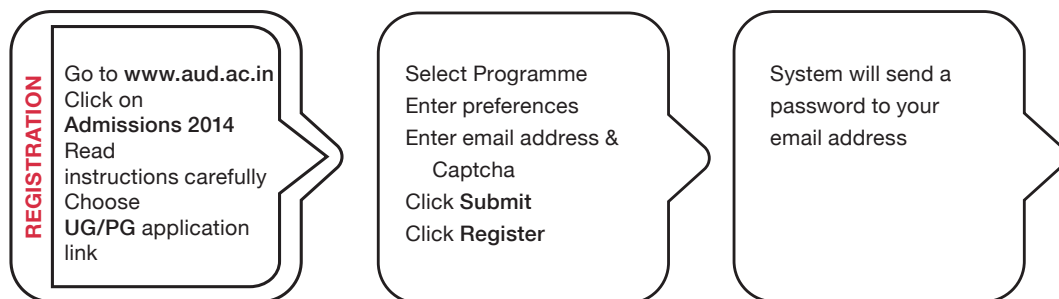 REGISTRATION
Go to www.aud.ac.in
Click on
Admissions 2014
Read
instructions carefully
Choose
UG/PG application
link
Select Programme
Enter preferences
Enter email address &
Captcha
Click Submit
Click Register
System will send a
password to your
email address